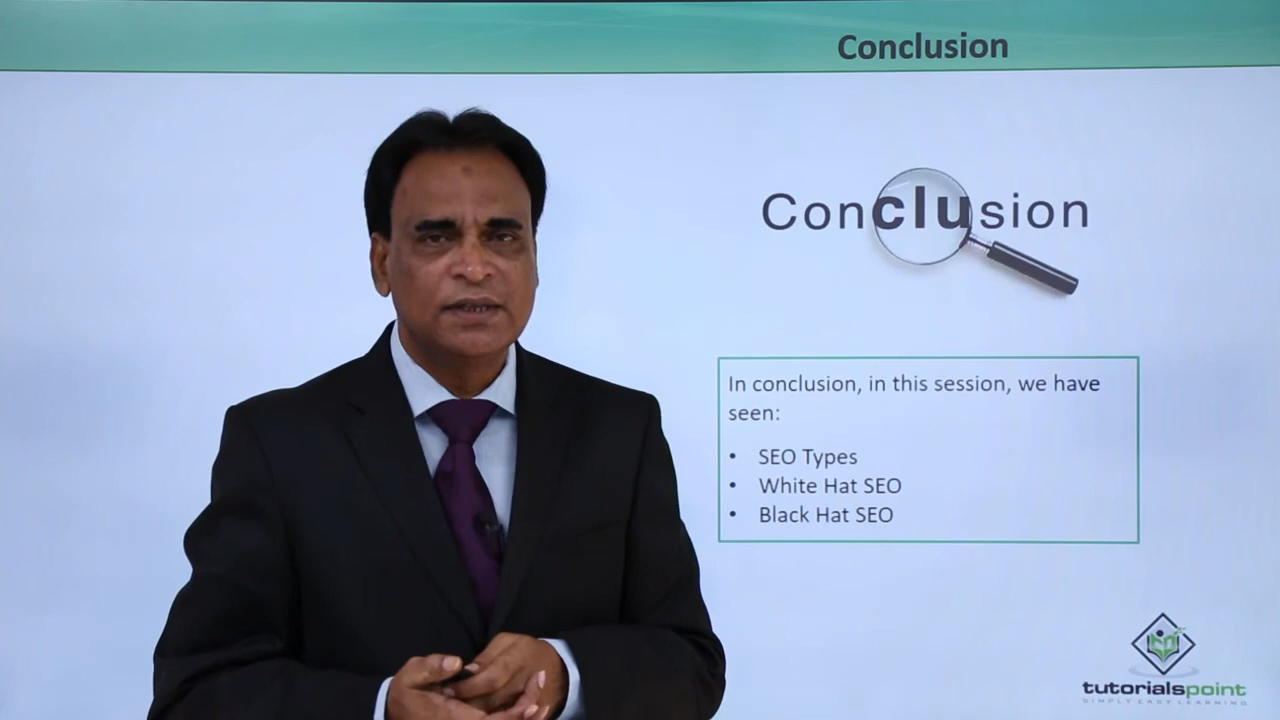 Conclusion
Conclusion
In conclusion, in this session, we have
seen:
• SEO Types
• White Hat SEO
• Black Hat SEO
tutorialspoint
SIMPLY EASY LEARNING